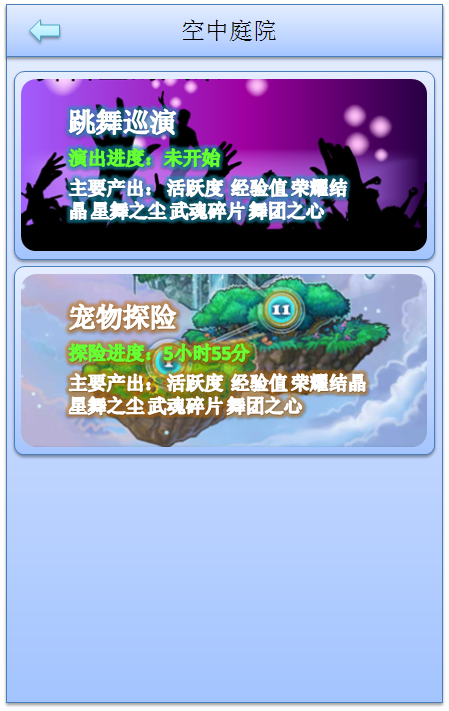 空中庭院
跳舞巡演
演出进度：未开始
主要产出：活跃度 经验值 荣耀结
晶 星舞之尘 武魂碎片 舞团之心
11
宠物探险
探险进度：5小时55分
1
主要产出：活跃度 经验值 荣耀结晶
星舞之尘 武魂碎片 舞团之心